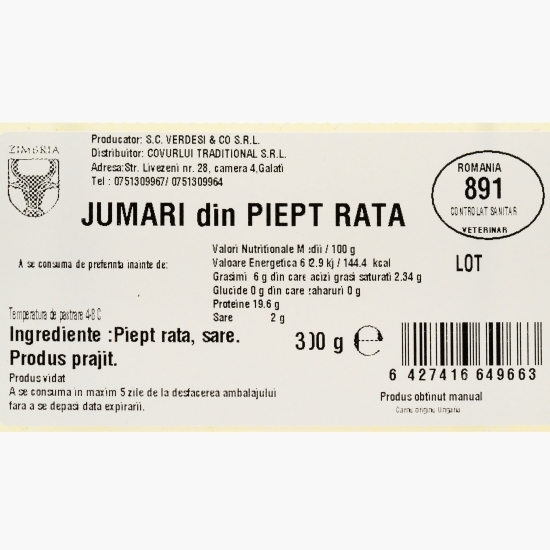 ZIMBRIA
Producator: S.C. VERDESI & CO S.R.L.
Distribuitor: COVURLUI TRADITIONAL S.R.L.
Adresa:Str. Livezeni nr. 28, camera 4,Galati
Tel : 0751309967/ 0751309964
ROMANIA
891
CONTROLAT SANITAR
VETERINAR
JUMARI din PIEPT RATA
Valori Nutritionale Medii / 100 g
Valoare Energetica 602.9 kj / 144.4 kcal
Grasimi 6 g din care acizi grasi saturati 2.34 g
Glucide 0 g din care zaharuri 0 g
Proteine 19.6 g
Sare 2 g
A se consuma de preferinta inainte de:
LOT
Temperatura de pastrare 4-8 C
Ingrediente :Piept rata, sare.
Produs prajit.
300 g e
Produs vidat
A se consuma in maxim 5 zile de la desfacerea ambalajului
fara a se depasi data expirarii.
6 427416 649663
Produs obtinut manual
Carne origine Ungaria